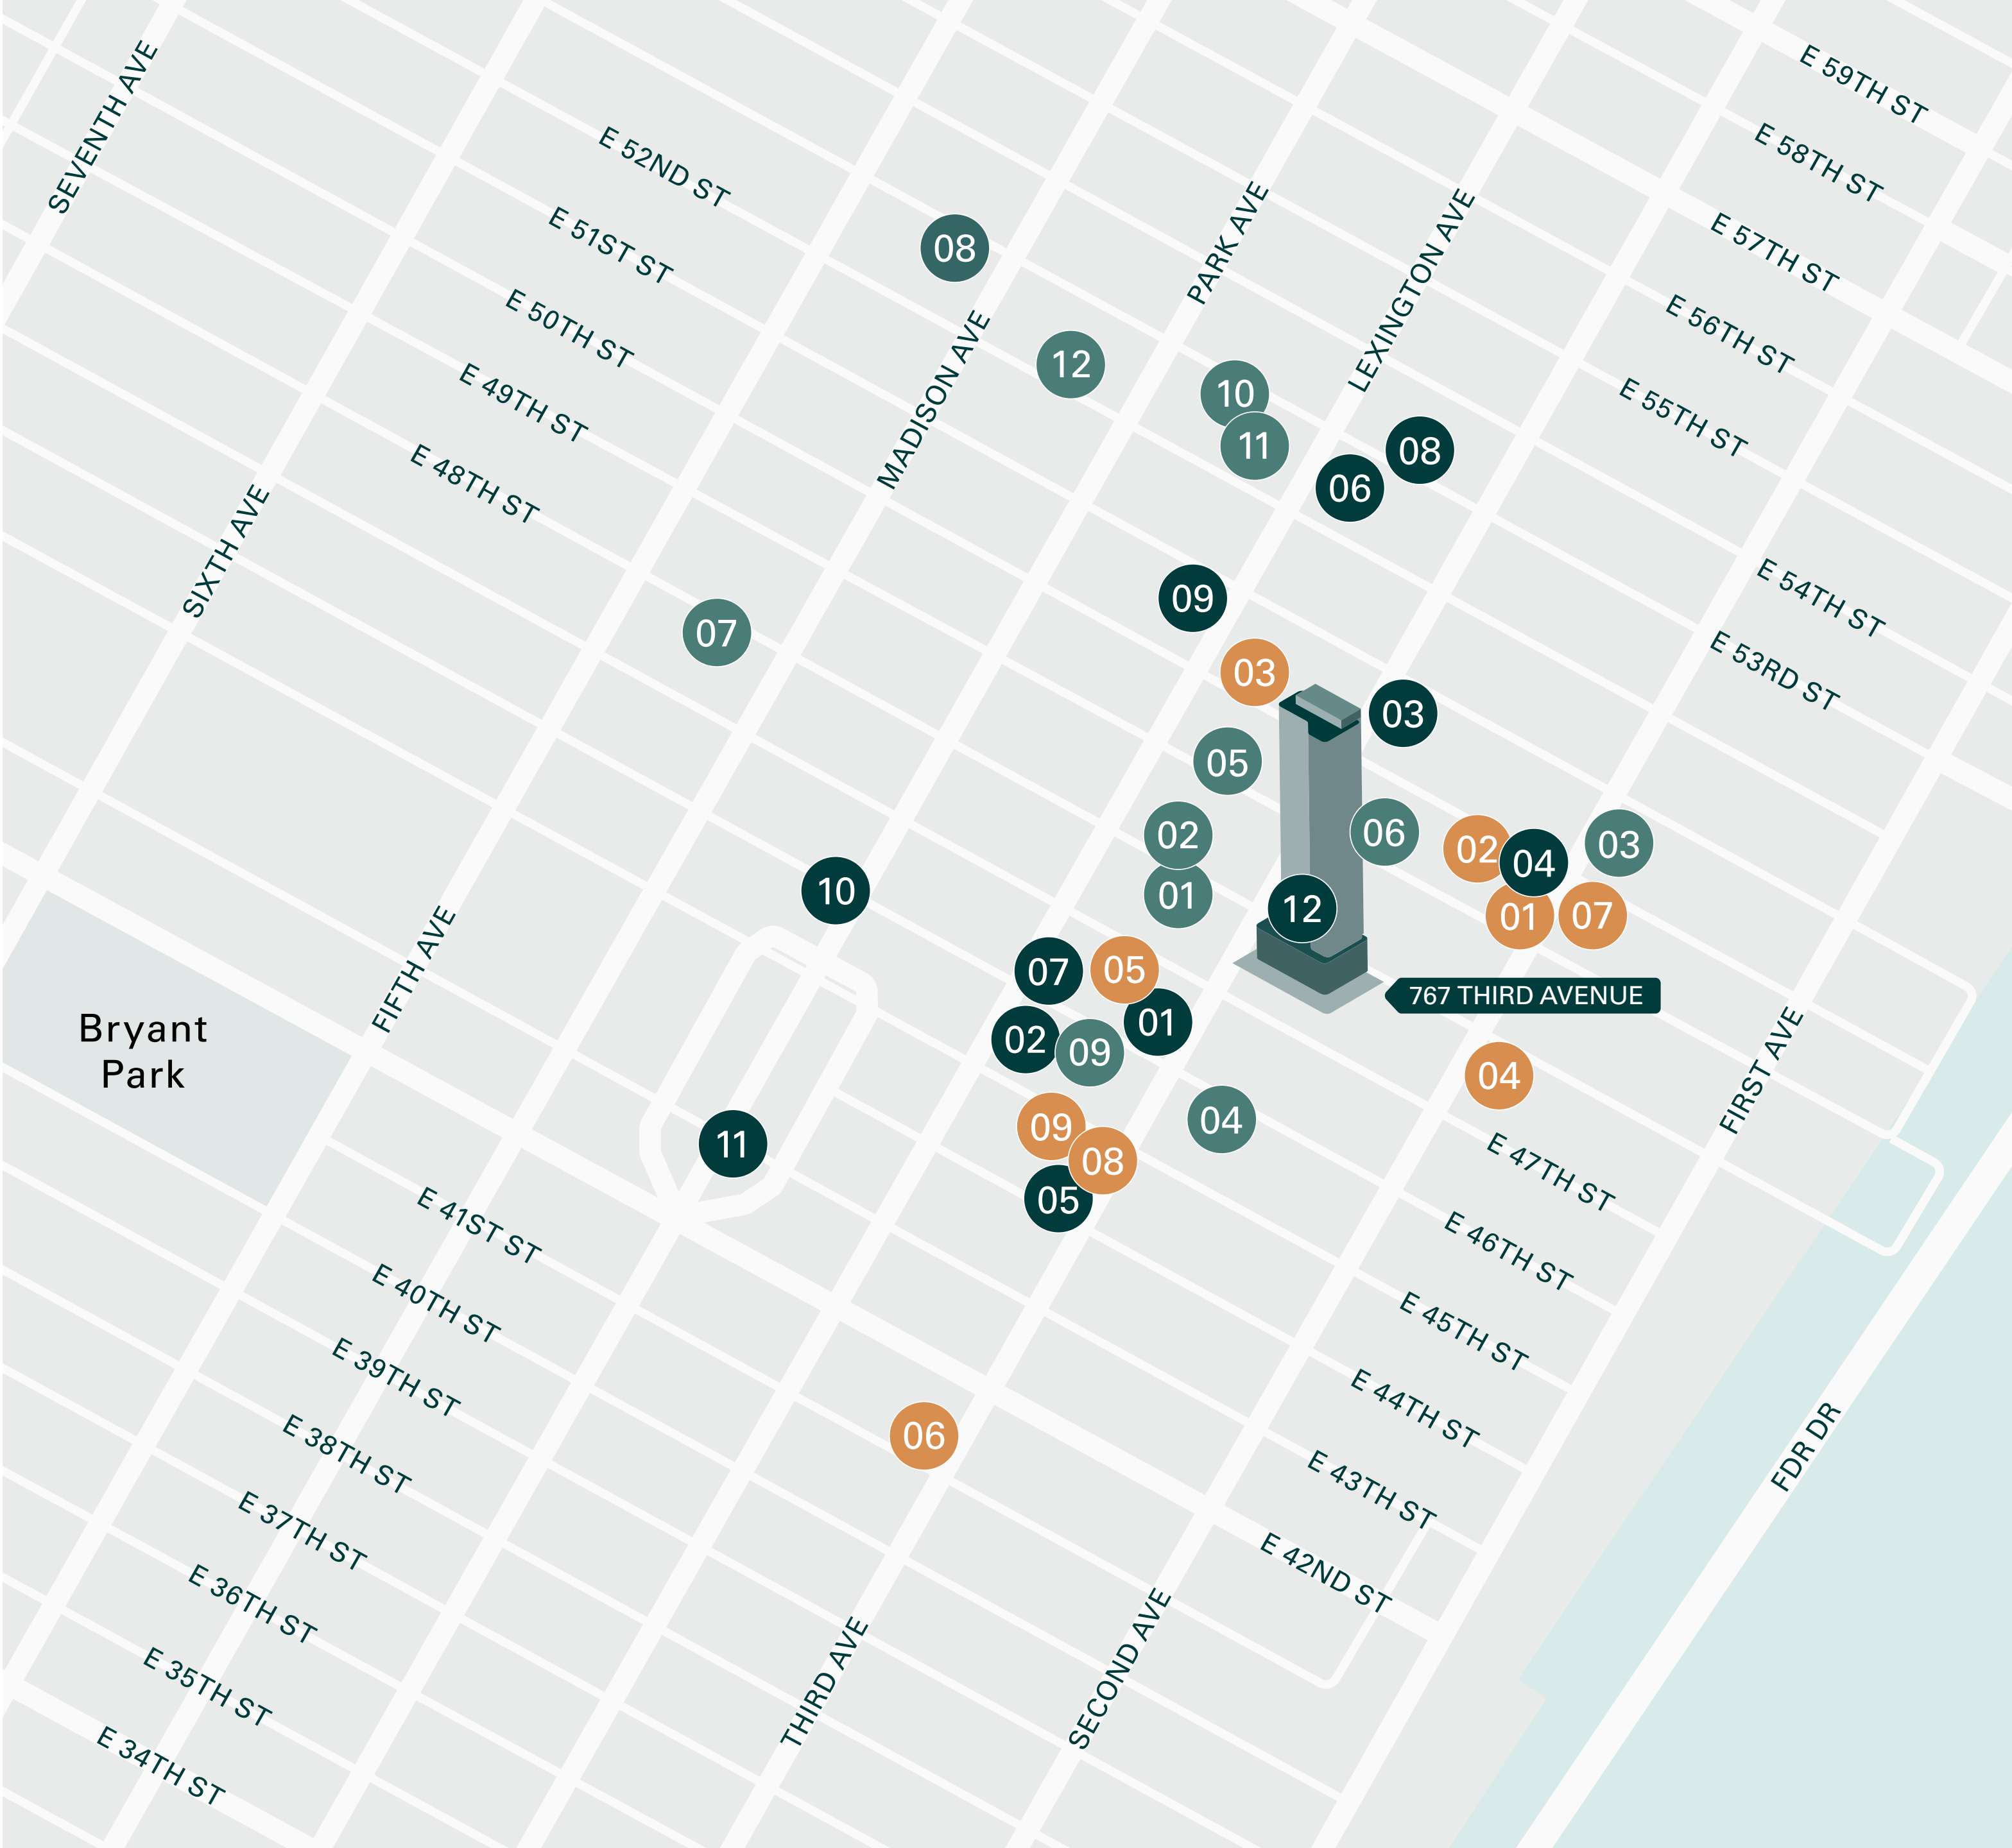 E 59TH ST
SEVENTH AVE
E 58TH ST
E 52ND ST
E 57TH ST
PARK AVE
E 51ST ST
08
LEXINGTON AVE
E 56TH ST
E 50TH ST
12
10
MADISON AVE
E 49TH ST
E 55TH ST
11
08
E 48TH ST
06
SIXTH AVE
09
E 54TH ST
07
03
E 53RD ST
03
05
02
06
02
04
03
10
01
12
01
07
FIFTH AVE
07
05
767 THIRD AVENUE
Bryant
Park
01
02
09
04
FIRST AVE
09
04
11
08
E 47TH ST
05
E 41ST ST
E 46TH ST
E 40TH ST
E 45TH ST
E 39TH ST
E 44TH ST
06
E 38TH ST
FDR DR
E 43TH ST
E 37TH ST
E 42ND ST
E 36TH ST
SECOND AVE
THIRD AVE
E 35TH ST
E 34TH ST